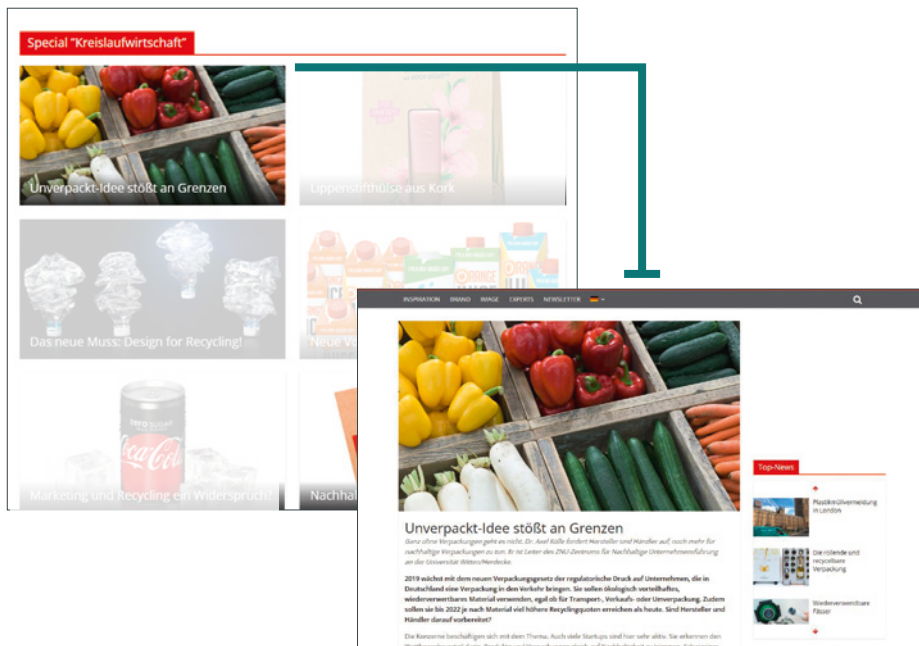 Special "Kreislaufwirtschaft"
Unverpackt-Idee stößt an Grenzen
Lippenstifthülse aus Kork
Das neue Muss: Design for Recycling!
Neue
zero SUGAR
Coca-Cola
Marketing und Recycling ein Widerspruch?
Nachhal
INSPIRATION BRAND IMAGE EXPERTS NEWSLETTER
Unverpackt-Idee stößt an Grenzen
Ganz ohne Verpackungen geht es nicht. Dr. Axel Kölle fordert Hersteller und Händler auf, noch mehr für
nachhaltige Verpackungen zu tun. Er ist Leiter des ZNU-Zentrums für Nachhaltige Unternehmensführung
an der Universität Witten/Herdecke.
2019 wächst mit dem neuen Verpackungsgesetz der regulatorische Druck auf Unternehmen, die in
Deutschland eine Verpackung in den Verkehr bringen. Sie sollen ökologisch vorteilhaftes,
wiederverwertbares Material verwenden, egal ob für Transport-, Verkaufs- oder Umverpackung. Zudem
sollen sie bis 2022 je nach Material viel höhere Recyclingquoten erreichen als heute. Sind Hersteller und
Händler darauf vorbereitet?
Die Konzerne beschäftigen sich mit dem Thema. Auch viele Startups sind hier sehr aktiv. Sie erkennen den
Top-News
Plastikmüllvermeidung
in London
Die rollende und
recycelbare
Verpackung
Wiederverwertbare
Fässer